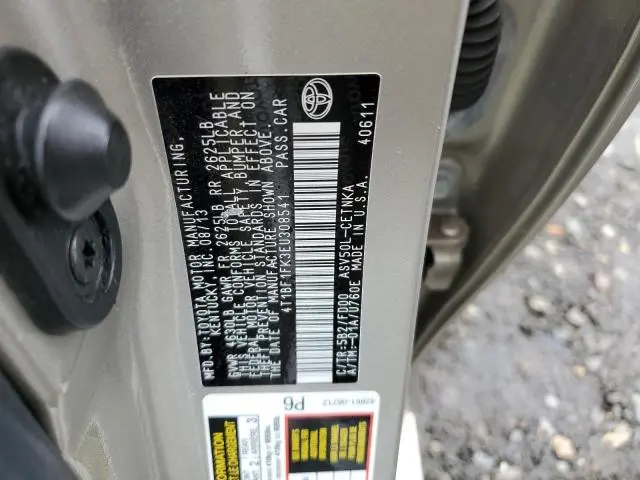 MFD.BY:TOYOTA MOTOR MANUFACTURING,
KENTUCKY, INC. 08/13
GVWR 4630LB GAWR FR 2625LB RR 2625LB
THIS VEHICLE CONFORMS TO ALL APPLICABLE
FEDERAL MOTOR VEHICLE SAFETY, BUMPER AND
THEFT PREVENTION STANDARDS IN EFFECT ON
THE DATE OF MANUFACTURE SHOWN ABOVE.
4T1BF1FK3EU308541 PASS.CAR
C/TR:5B2/FD00 ASV50L-CETNKA
A/TM:-01A/U760E MADE IN U.S.A. 40611
P6
42661-06712